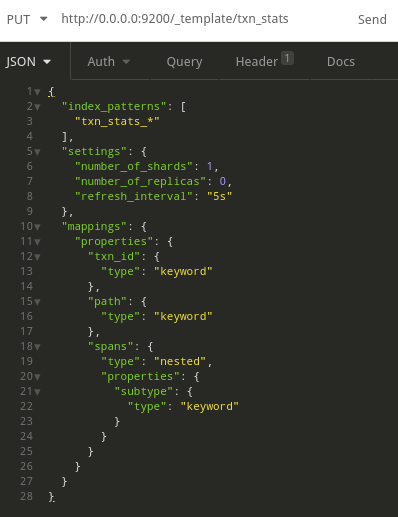 PUT http://0.0.0.0:9200/_template/txn_stats Send
JSON Auth Query Header 1 Docs
1 {
2 "index_patterns": [
3 "txn_stats_*"
4 ],
5 "settings": {
6 "number_of_shards": 1,
7 "number_of_replicas": 0,
8 "refresh_interval": "5s"
9 },
10 "mappings": {
11 "properties": {
12 "txn_id": {
13 "type": "keyword"
14 },
15 "path": {
16 "type": "keyword"
17 },
18 "spans": {
19 "type": "nested",
20 "properties": {
21 "subtype": {
22 "type": "keyword"
23 }
24 }
25 }
26 }
27 }
28 }